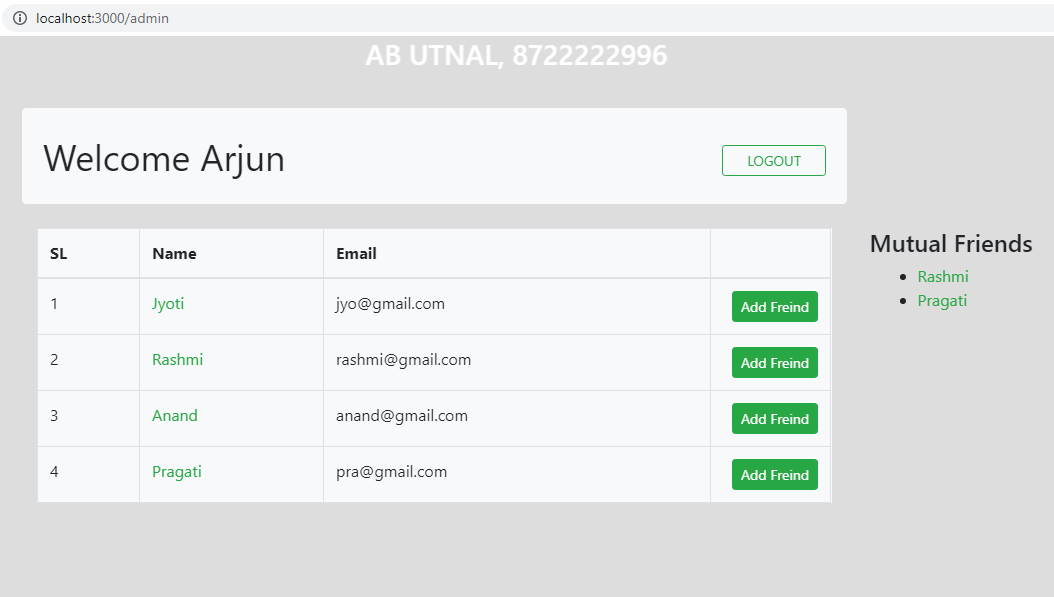 localhost:3000/admin
AB UTNAL, 8722222996
Welcome Arjun
LOGOUT
SL Name Email
1 Jyoti jyo@gmail.com Add Freind
2 Rashmi rashmi@gmail.com Add Freind
3 Anand anand@gmail.com Add Freind
4 Pragati pra@gmail.com Add Freind
Mutual Friends
Rashmi
Pragati